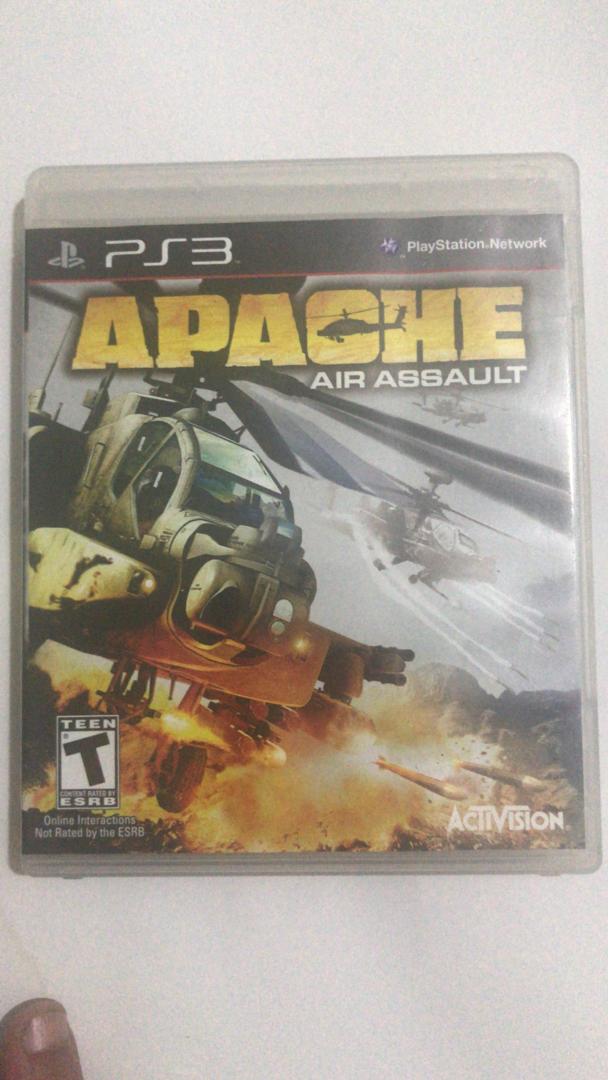 PS3
PlayStation®Network
APACHE
AIR ASSAULT
TEEN
T
CONTENT RATED BY
ESRB
Online Interactions
Not Rated by the ESRB
ACTIVISION